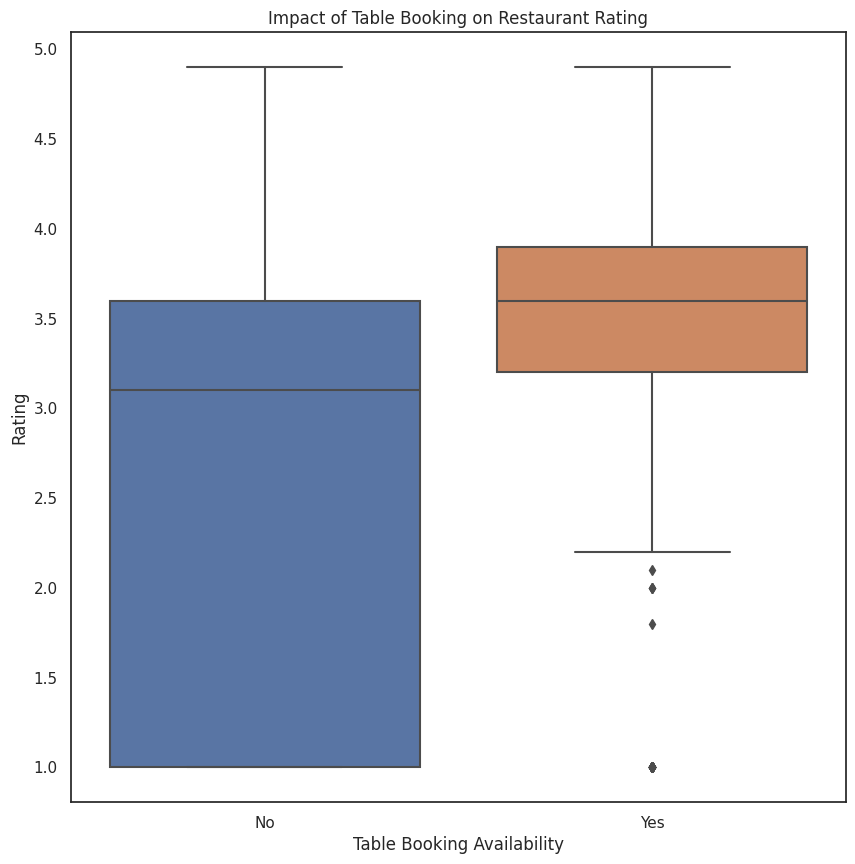 Impact of Table Booking on Restaurant Rating
5.0
4.5
4.0
3.5
3.0
2.5
2.0
1.5
1.0
Rating
No Yes
Table Booking Availability